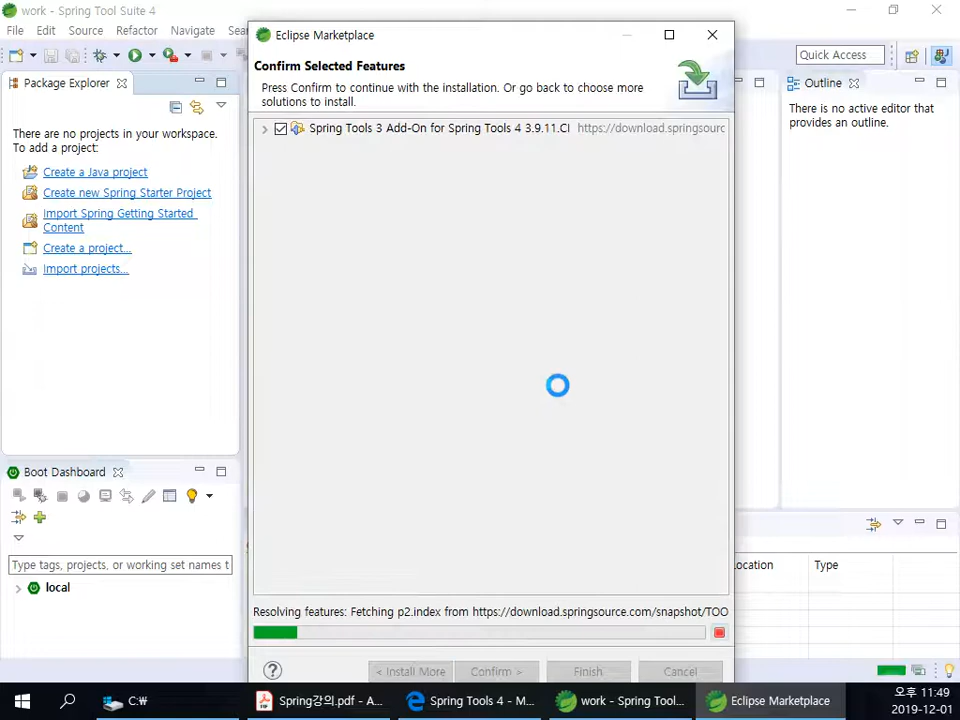 work - Spring Tool Suite 4
File Edit Source Refactor Navigate Sea
Quick Access
Package Explorer
There are no projects in your workspace.
To add a project:
Create a Java project
Create new Spring Starter Project
Import Spring Getting Started
Content
Create a project...
Import projects...
Boot Dashboard
Type tags, projects, or working set names t
local
Eclipse Marketplace
Confirm Selected Features
Press Confirm to continue with the installation. Or go back to choose more
solutions to install.
Spring Tools 3 Add-On for Spring Tools 4 3.9.11.CI https://download.springsourc
Resolving features: Fetching p2.index from https://download.springsource.com/snapshot/TOO
< Install More
Confirm >
Finish
Cancel
Outline
There is no active editor that
provides an outline.
ocation Type
C:₩
Spring강의.pdf - A...
Spring Tools 4 - M...
work - Spring Tool...
Eclipse Marketplace
오후 11:49
2019-12-01